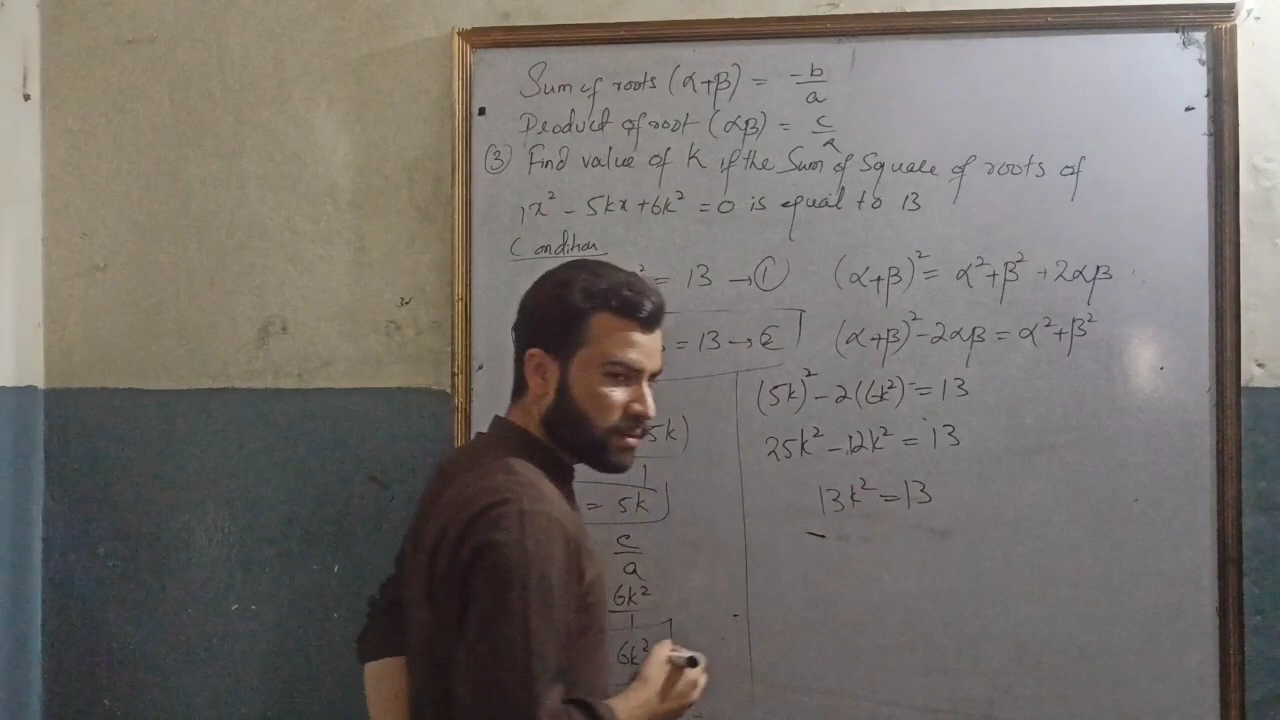 Sum of roots (α+β) = -b/a
Product of root (αβ) = c/a
③ Find value of K if the Sum of Square of roots of
1x² - 5kx + 6k² = 0 is equal to 13
Condition
² = 13 → ①
= 13 →
5k)
1
= 5k
c/a
6k²
1
6k²
(α+β)² = α²+β²+2αβ
(α+β)² - 2αβ = α²+β²
(5k)² - 2(6k²) = 13
25k² - 12k² = 13
13k² = 13